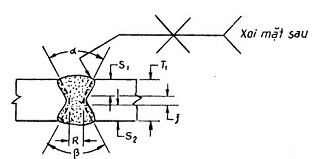 Xoi mặt sau
α
S₁
T₁
f
R
S₂
β